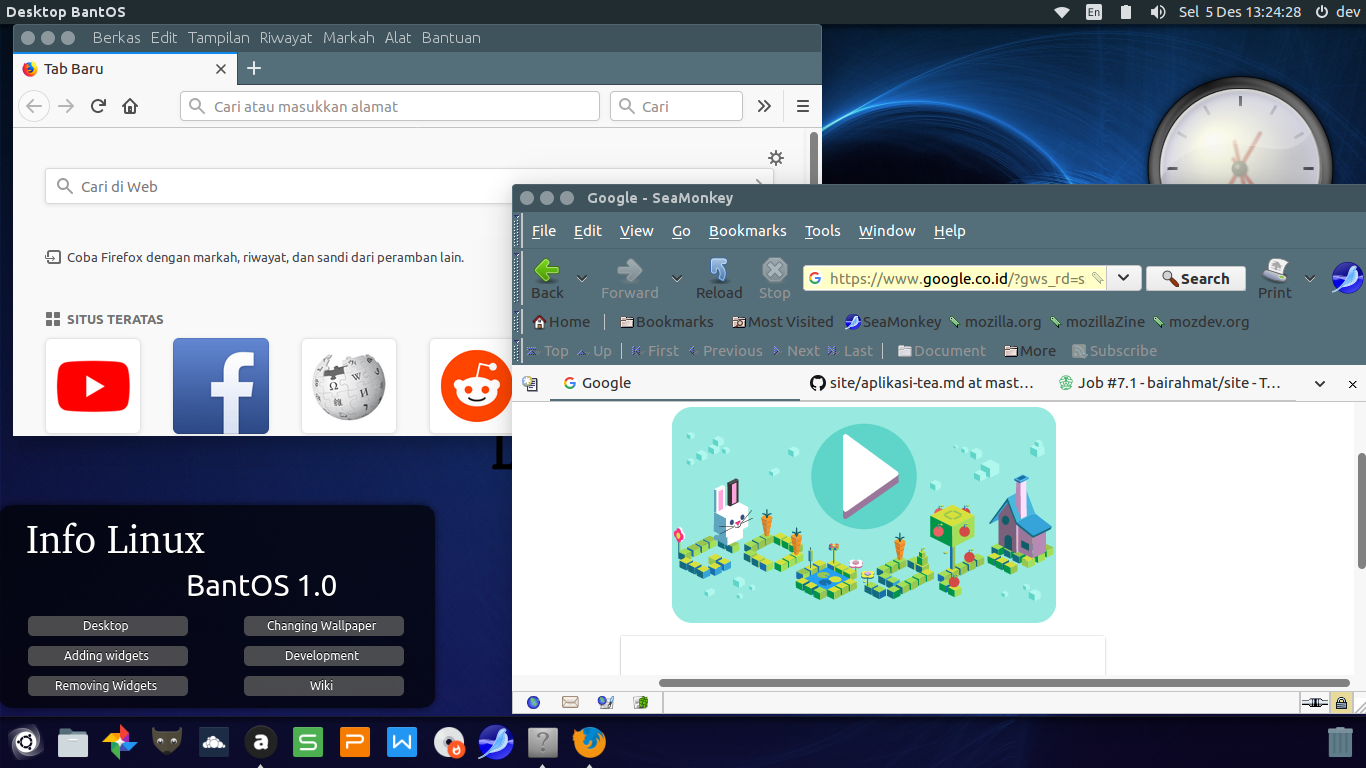 Desktop BantOS
En
Sel 5 Des 13:24:28
dev
Berkas Edit Tampilan Riwayat Markah Alat Bantuan
Tab Baru
Cari atau masukkan alamat
Cari
Cari di Web
Coba Firefox dengan markah, riwayat, dan sandi dari peramban lain.
SITUS TERATAS
Google - SeaMonkey
File Edit View Go Bookmarks Tools Window Help
Back Forward Reload Stop
https://www.google.co.id/?gws_rd=s
Search
Print
Home Bookmarks Most Visited SeaMonkey mozilla.org mozillaZine mozdev.org
Top Up First Previous Next Last Document More Subscribe
Google
site/aplikasi-tea.md at mast...
Job #7.1 - bairahmat/site - T...
Info Linux
BantOS 1.0
Desktop
Changing Wallpaper
Adding widgets
Development
Removing Widgets
Wiki